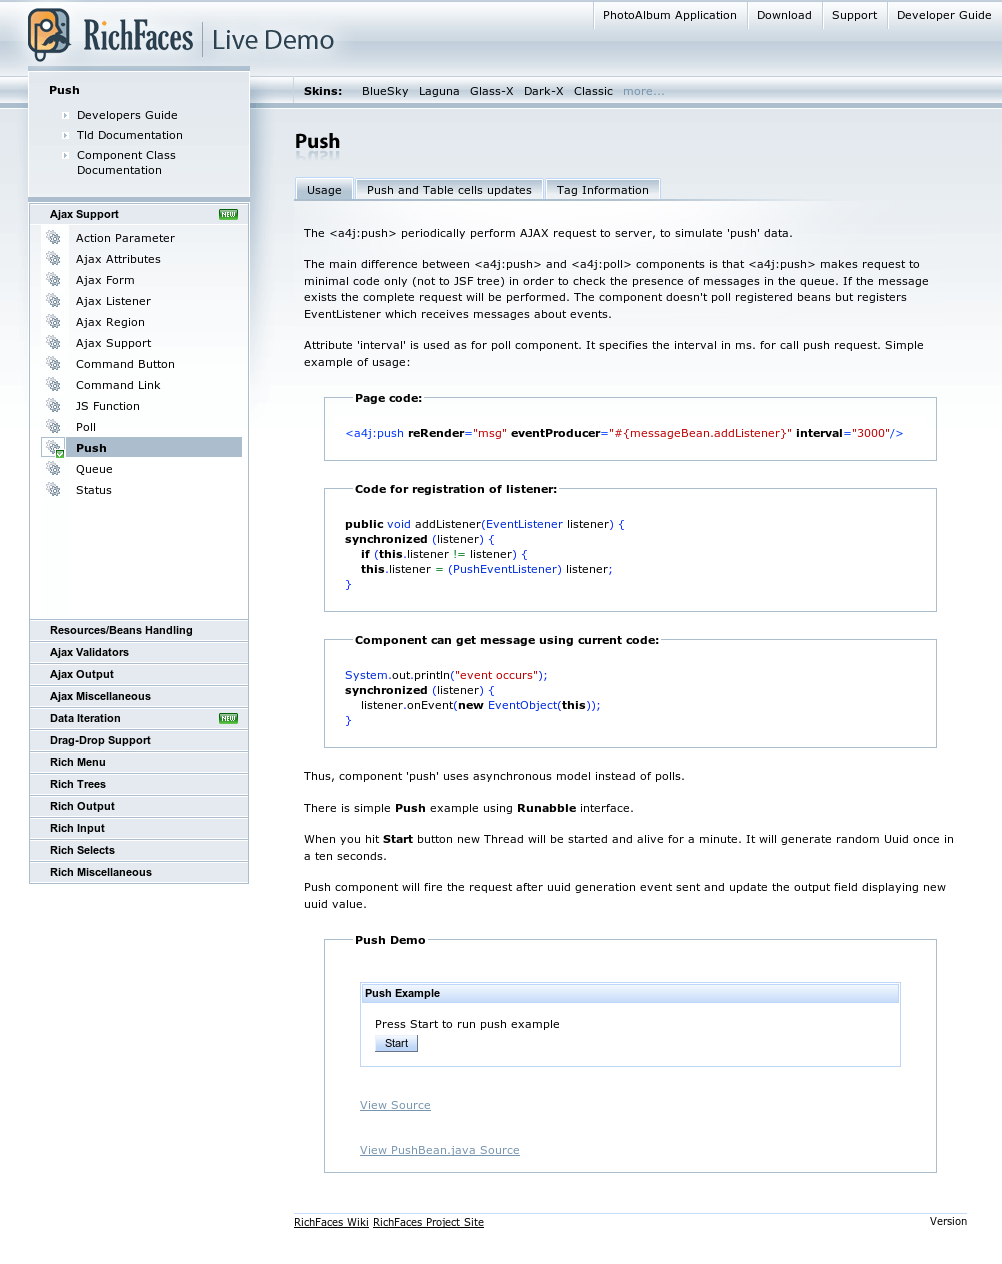 RichFaces Live Demo
PhotoAlbum Application Download Support Developer Guide
Push
Developers Guide
Tld Documentation
Component Class
Documentation
Skins: BlueSky Laguna Glass-X Dark-X Classic more...
Ajax Support NEW
Action Parameter
Ajax Attributes
Ajax Form
Ajax Listener
Ajax Region
Ajax Support
Command Button
Command Link
JS Function
Poll
Push
Queue
Status
Resources/Beans Handling
Ajax Validators
Ajax Output
Ajax Miscellaneous
Data Iteration NEW
Drag-Drop Support
Rich Menu
Rich Trees
Rich Output
Rich Input
Rich Selects
Rich Miscellaneous
Push
Usage Push and Table cells updates Tag Information
The <a4j:push> periodically perform AJAX request to server, to simulate 'push' data.
The main difference between <a4j:push> and <a4j:poll> components is that <a4j:push> makes request to
minimal code only (not to JSF tree) in order to check the presence of messages in the queue. If the message
exists the complete request will be performed. The component doesn't poll registered beans but registers
EventListener which receives messages about events.
Attribute 'interval' is used as for poll component. It specifies the interval in ms. for call push request. Simple
example of usage:
Page code:
<a4j:push reRender="msg" eventProducer="#{messageBean.addListener}" interval="3000"/>
Code for registration of listener:
public void addListener(EventListener listener) {
synchronized (listener) {
if (this.listener != listener) {
this.listener = (PushEventListener) listener;
}
Component can get message using current code:
System.out.println("event occurs");
synchronized (listener) {
listener.onEvent(new EventObject(this));
}
Thus, component 'push' uses asynchronous model instead of polls.
There is simple Push example using Runabble interface.
When you hit Start button new Thread will be started and alive for a minute. It will generate random Uuid once in
a ten seconds.
Push component will fire the request after uuid generation event sent and update the output field displaying new
uuid value.
Push Demo
Push Example
Press Start to run push example
Start
View Source
View PushBean.java Source
RichFaces Wiki RichFaces Project Site Version